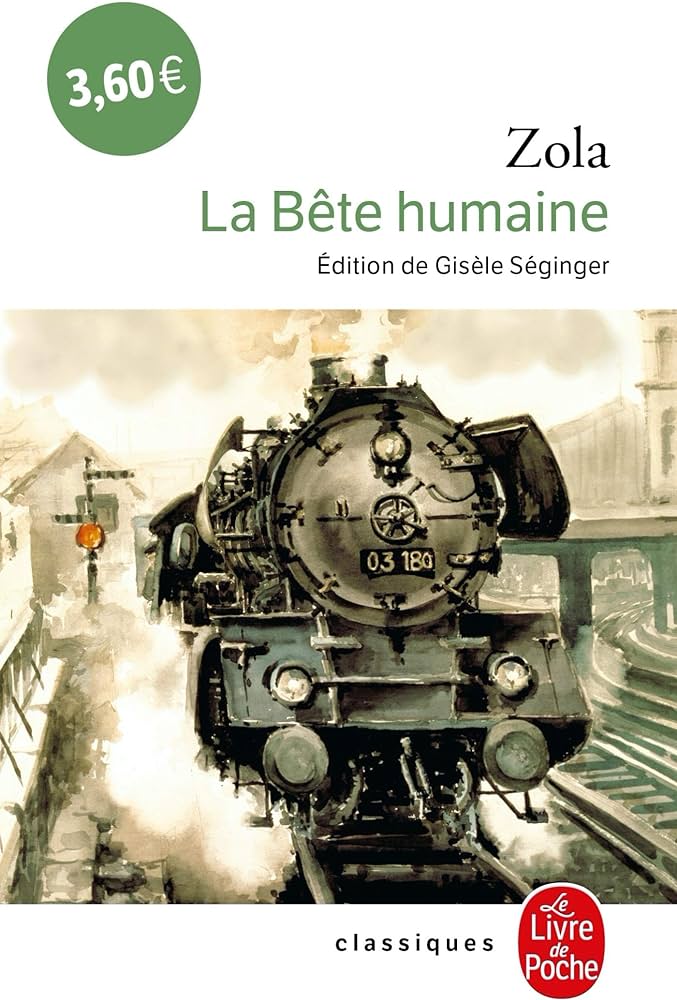 3,60€
Zola
La Bête humaine
Édition de Gisèle Séginger
03 180
classiques
Le
Livre
de
Poche